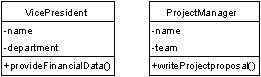 VicePresident
-name
-department
+provideFinancialData()
ProjectManager
-name
-team
+writeProjectproposal()